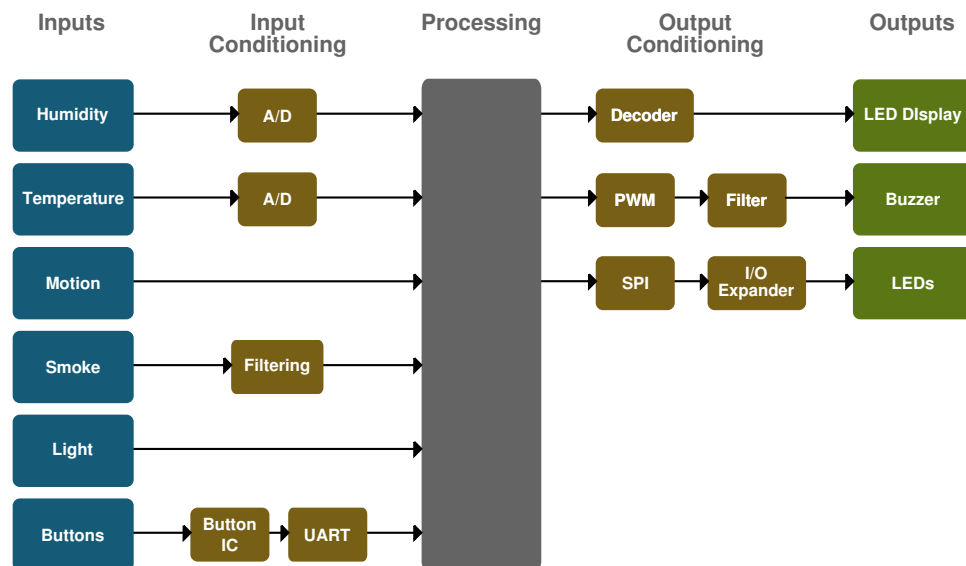 Inputs
Input
Conditioning
Processing
Output
Conditioning
Outputs
Humidity
A/D
Decoder
LED DIsplay
Temperature
A/D
PWM
Filter
Buzzer
Motion
SPI
I/O
Expander
LEDs
Smoke
Filtering
Light
Buttons
Button
IC
UART